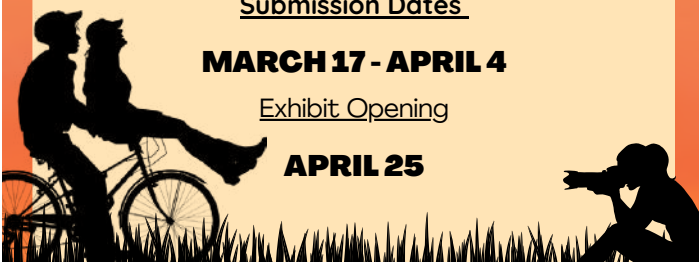 Submission Dates
MARCH 17 - APRIL 4
Exhibit Opening
APRIL 25